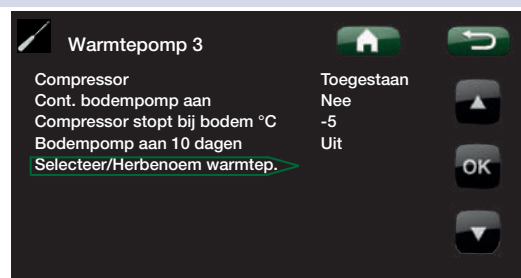 Warmtepomp 3
Compressor Toegestaan
Cont. bodempomp aan Nee
Compressor stopt bij bodem °C -5
Bodempomp aan 10 dagen Uit
Selecteer/Herbenoem warmtep.
OK